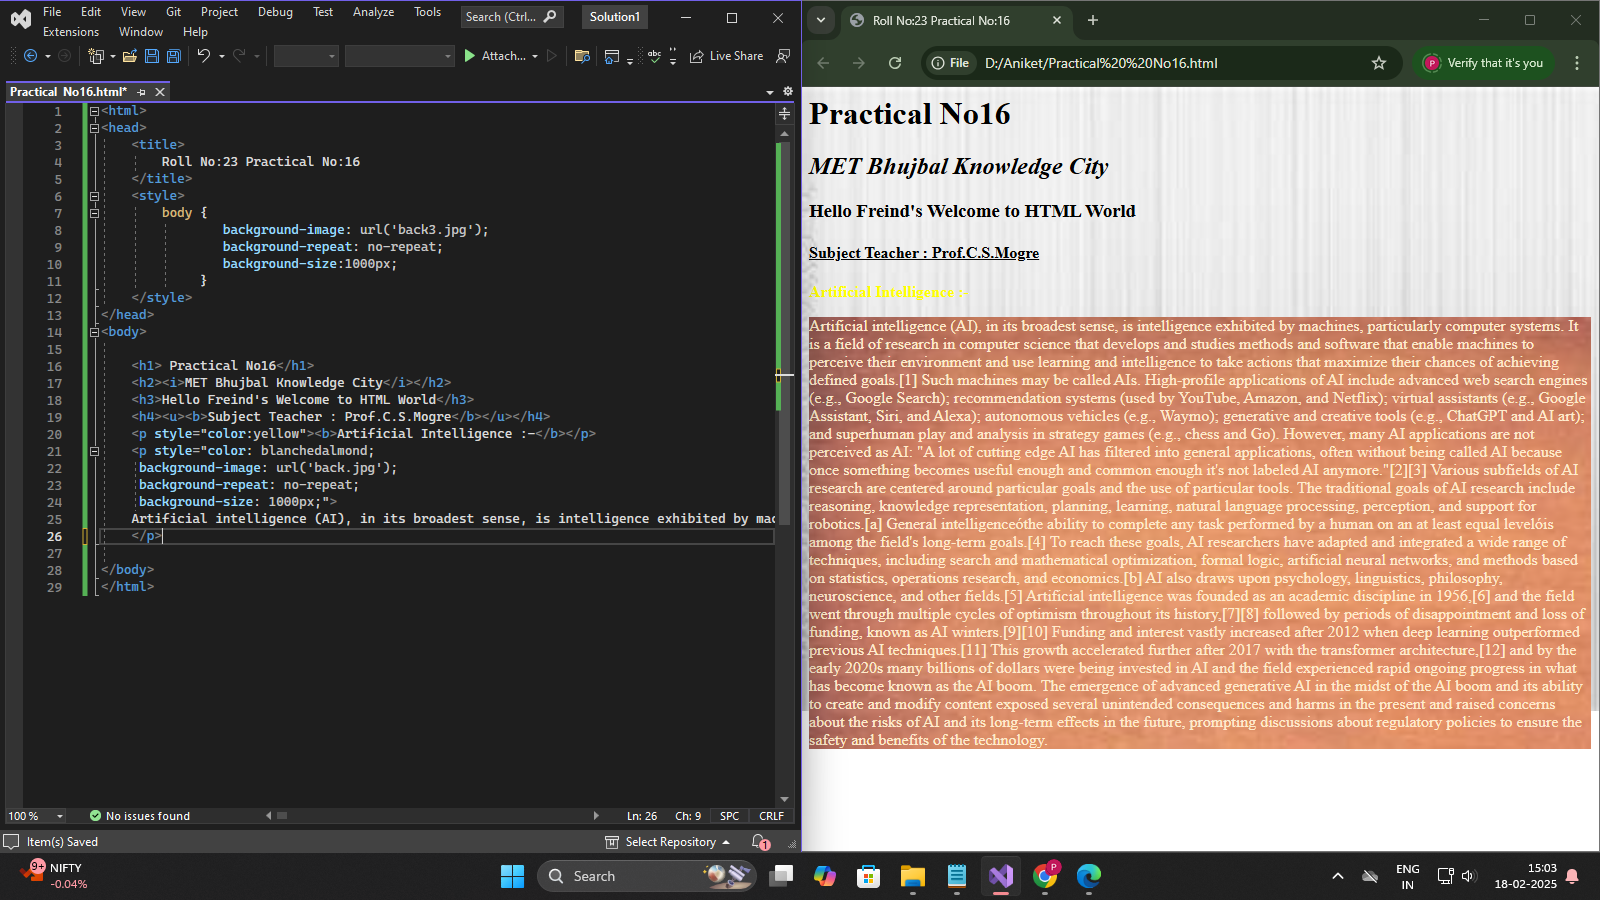 File Edit View Git Project Debug Test Analyze Tools Search (Ctrl... Solution1
Extensions Window Help
Attach... Live Share
Practical No16.html*
1 <html>
2 <head>
3 <title>
4 Roll No:23 Practical No:16
5 </title>
6 <style>
7 body {
8 background-image: url('back3.jpg');
9 background-repeat: no-repeat;
10 background-size:1000px;
11 }
12 </style>
13 </head>
14 <body>
15
16 <h1> Practical No16</h1>
17 <h2><i>MET Bhujbal Knowledge City</i></h2>
18 <h3>Hello Freind's Welcome to HTML World</h3>
19 <h4><u><b>Subject Teacher : Prof.C.S.Mogre</b></u></h4>
20 <p style="color:yellow"><b>Artificial Intelligence :-</b></p>
21 <p style="color: blanchedalmond;
22 background-image: url('back.jpg');
23 background-repeat: no-repeat;
24 background-size: 1000px;">
25 Artificial intelligence (AI), in its broadest sense, is intelligence exhibited by mac
26 </p>
27
28 </body>
29 </html>
100 % No issues found Ln: 26 Ch: 9 SPC CRLF
Item(s) Saved Select Repository 1
Roll No:23 Practical No:16
File D:/Aniket/Practical%20%20No16.html P Verify that it's you
Practical No16
MET Bhujbal Knowledge City
Hello Freind's Welcome to HTML World
Subject Teacher : Prof.C.S.Mogre
Artificial Intelligence :-
Artificial intelligence (AI), in its broadest sense, is intelligence exhibited by machines, particularly computer systems. It
is a field of research in computer science that develops and studies methods and software that enable machines to
perceive their environment and use learning and intelligence to take actions that maximize their chances of achieving
defined goals.[1] Such machines may be called AIs. High-profile applications of AI include advanced web search engines
(e.g., Google Search); recommendation systems (used by YouTube, Amazon, and Netflix); virtual assistants (e.g., Google
Assistant, Siri, and Alexa); autonomous vehicles (e.g., Waymo); generative and creative tools (e.g., ChatGPT and AI art);
and superhuman play and analysis in strategy games (e.g., chess and Go). However, many AI applications are not
perceived as AI: "A lot of cutting edge AI has filtered into general applications, often without being called AI because
once something becomes useful enough and common enough it's not labeled AI anymore."[2][3] Various subfields of AI
research are centered around particular goals and the use of particular tools. The traditional goals of AI research include
reasoning, knowledge representation, planning, learning, natural language processing, perception, and support for
robotics.[a] General intelligenceóthe ability to complete any task performed by a human on an at least equal levelóis
among the field's long-term goals.[4] To reach these goals, AI researchers have adapted and integrated a wide range of
techniques, including search and mathematical optimization, formal logic, artificial neural networks, and methods based
on statistics, operations research, and economics.[b] AI also draws upon psychology, linguistics, philosophy,
neuroscience, and other fields.[5] Artificial intelligence was founded as an academic discipline in 1956,[6] and the field
went through multiple cycles of optimism throughout its history,[7][8] followed by periods of disappointment and loss of
funding, known as AI winters.[9][10] Funding and interest vastly increased after 2012 when deep learning outperformed
previous AI techniques.[11] This growth accelerated further after 2017 with the transformer architecture,[12] and by the
early 2020s many billions of dollars were being invested in AI and the field experienced rapid ongoing progress in what
has become known as the AI boom. The emergence of advanced generative AI in the midst of the AI boom and its ability
to create and modify content exposed several unintended consequences and harms in the present and raised concerns
about the risks of AI and its long-term effects in the future, prompting discussions about regulatory policies to ensure the
safety and benefits of the technology.
9+ NIFTY
-0.04%
Search
P
ENG
IN
15:03
18-02-2025